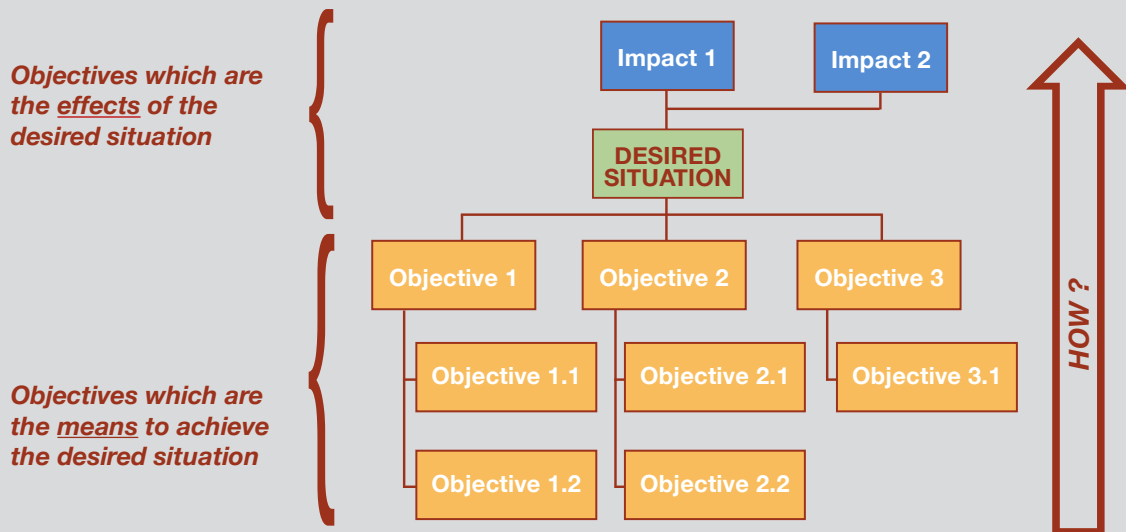 Objectives which are
the effects of the
desired situation
Impact 1
Impact 2
DESIRED
SITUATION
Objective 1
Objective 2
Objective 3
Objective 1.1
Objective 2.1
Objective 3.1
Objective 1.2
Objective 2.2
Objectives which are
the means to achieve
the desired situation
HOW ?